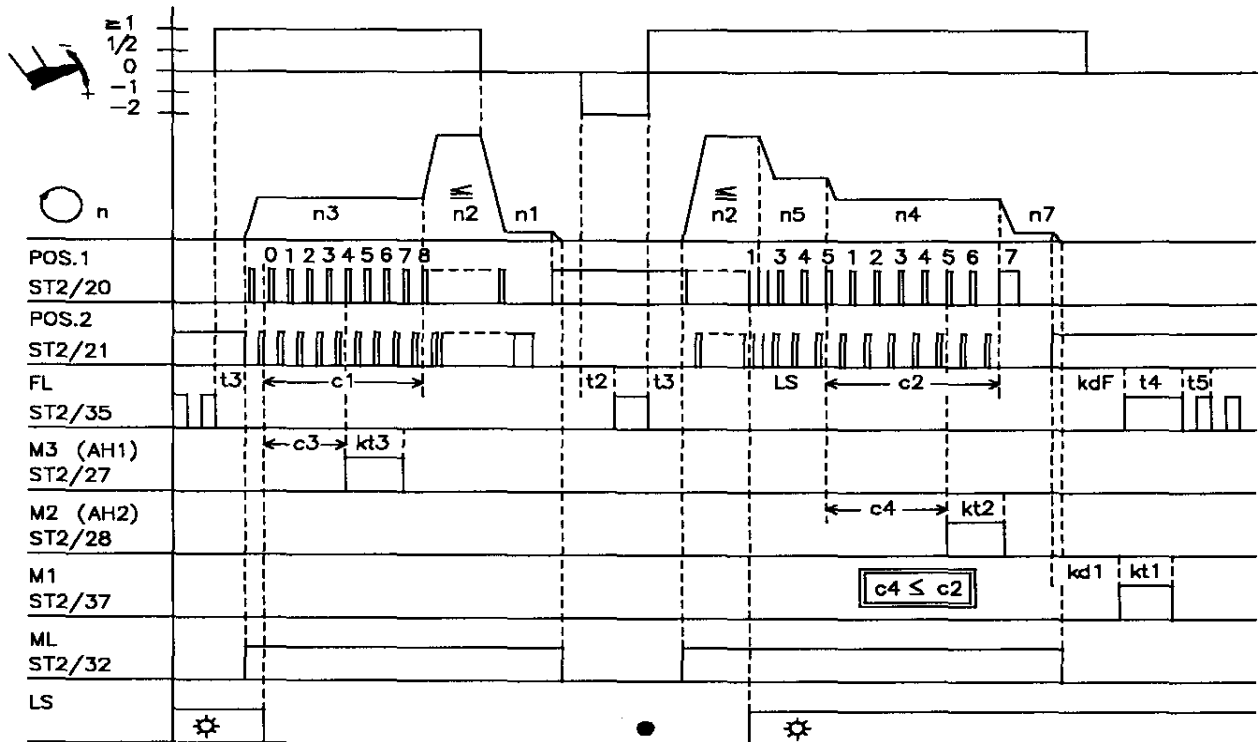 ≧1
1/2
0
-1
-2
- 
+
n
n3
≦
n2
n1
≦
n2
n5
n4
n7
POS.1
ST2/20
0 1 2 3 4 5 6 7 8
1 3 4 5 1 2 3 4 5 6 7
POS.2
ST2/21
FL
ST2/35
t3
c1
t2
t3
LS
c2
kdF
t4
t5
M3 (AH1)
ST2/27
c3
kt3
M2 (AH2)
ST2/28
c4
kt2
M1
ST2/37
c4 ≤ c2
kd1
kt1
ML
ST2/32
LS